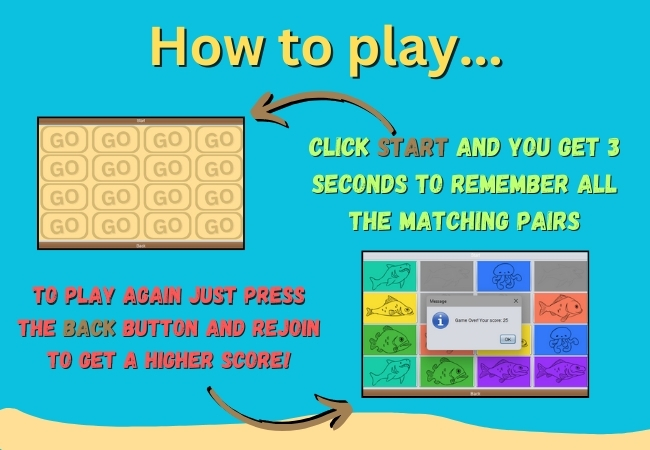 How to play...
Start
GO GO GO GO
GO GO GO GO
GO GO GO GO
GO GO GO GO
Back
CLICK START AND YOU GET 3
SECONDS TO REMEMBER ALL
THE MATCHING PAIRS
TO PLAY AGAIN JUST PRESS
THE BACK BUTTON AND REJOIN
TO GET A HIGHER SCORE!
Message
Game Over! Your score: 25
OK
Back